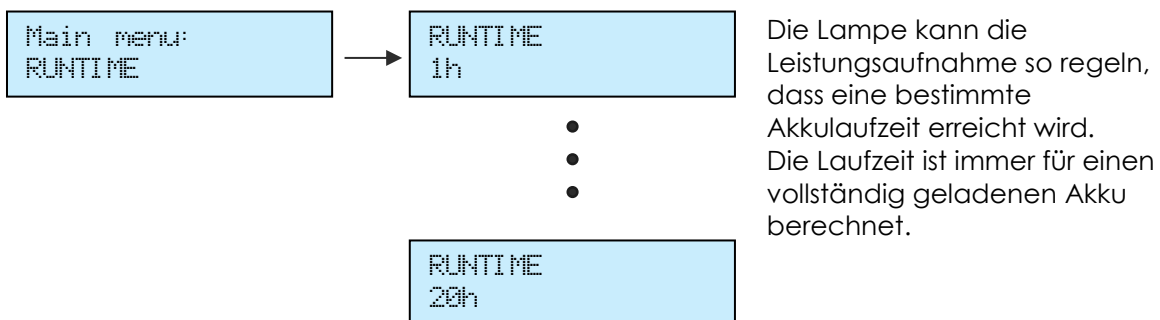 Main menu:
RUNTIME
RUNTIME
1h
RUNTIME
20h
Die Lampe kann die
Leistungsaufnahme so regeln,
dass eine bestimmte
Akkulaufzeit erreicht wird.
Die Laufzeit ist immer für einen
vollständig geladenen Akku
berechnet.